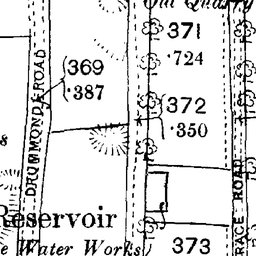 Old Quarry
371
.724
369
.387
372
.350
DRUMMOND ROAD
Reservoir
Water Works
373
RACE ROAD